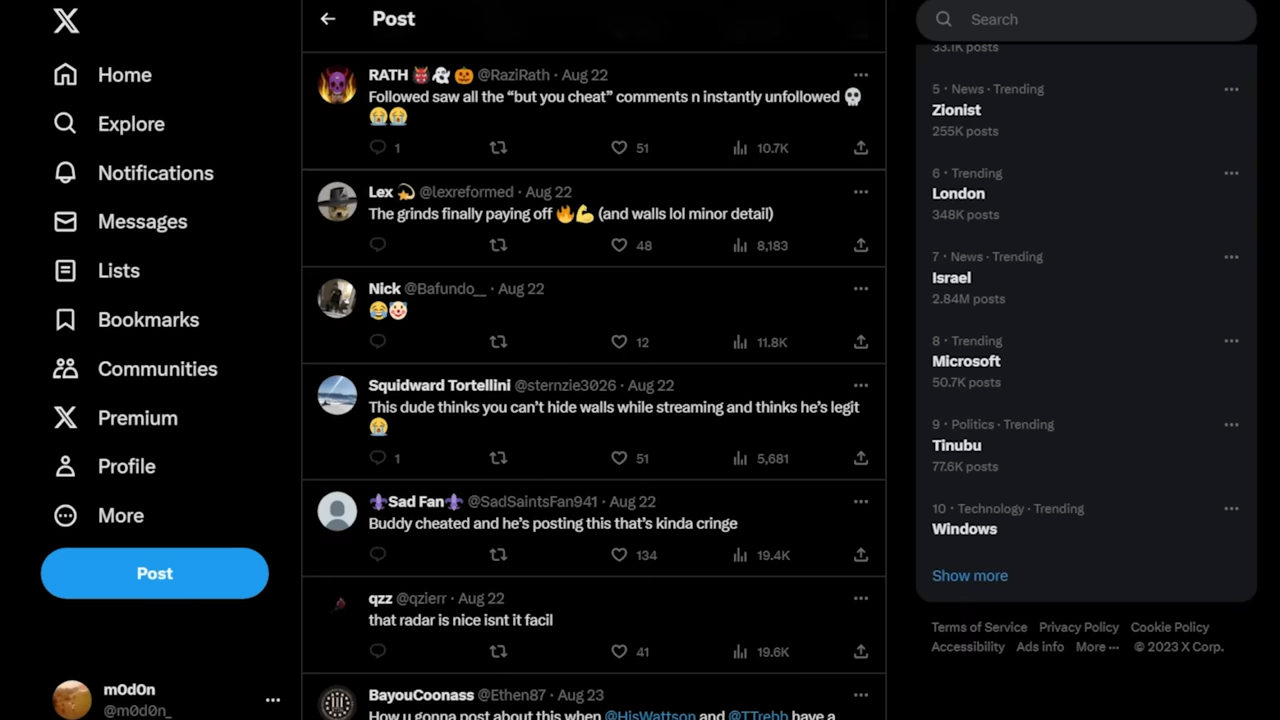 Home
Explore
Notifications
Messages
Lists
Bookmarks
Communities
Premium
Profile
More
Post
m0d0n
@m0d0n_
Post
RATH 👹👻🎃 @RaziRath · Aug 22
Followed saw all the “but you cheat” comments n instantly unfollowed 💀
😭😭
1 51 10.7K
Lex 💫 @lexreformed · Aug 22
The grinds finally paying off 🔥💪 (and walls lol minor detail)
48 8,183
Nick @Bafundo__ · Aug 22
😂🤡
12 11.8K
Squidward Tortellini @sternzie3026 · Aug 22
This dude thinks you can’t hide walls while streaming and thinks he’s legit
😭
1 51 5,681
⚜Sad Fan⚜ @SadSaintsFan941 · Aug 22
Buddy cheated and he’s posting this that’s kinda cringe
134 19.4K
qzz @qzierr · Aug 22
that radar is nice isnt it facil
41 19.6K
BayouCoonass @Ethen87 · Aug 23
How u gonna post about this when @HisWattson and @TTrebb have a
Search
33.1K posts
5 · News · Trending
Zionist
255K posts
6 · Trending
London
348K posts
7 · News · Trending
Israel
2.84M posts
8 · Trending
Microsoft
50.7K posts
9 · Politics · Trending
Tinubu
77.6K posts
10 · Technology · Trending
Windows
Show more
Terms of Service Privacy Policy Cookie Policy
Accessibility Ads info More ··· © 2023 X Corp.